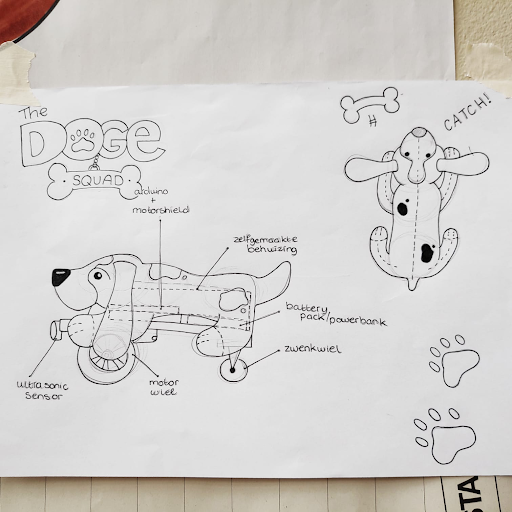 The
DOGE
SQUAD
arduino
+
motorshield
zelfgemaakte
behuizing
battery
pack/powerbank
zwenkwiel
motor
wiel
ultrasonic
sensor
#
CATCH!
STA